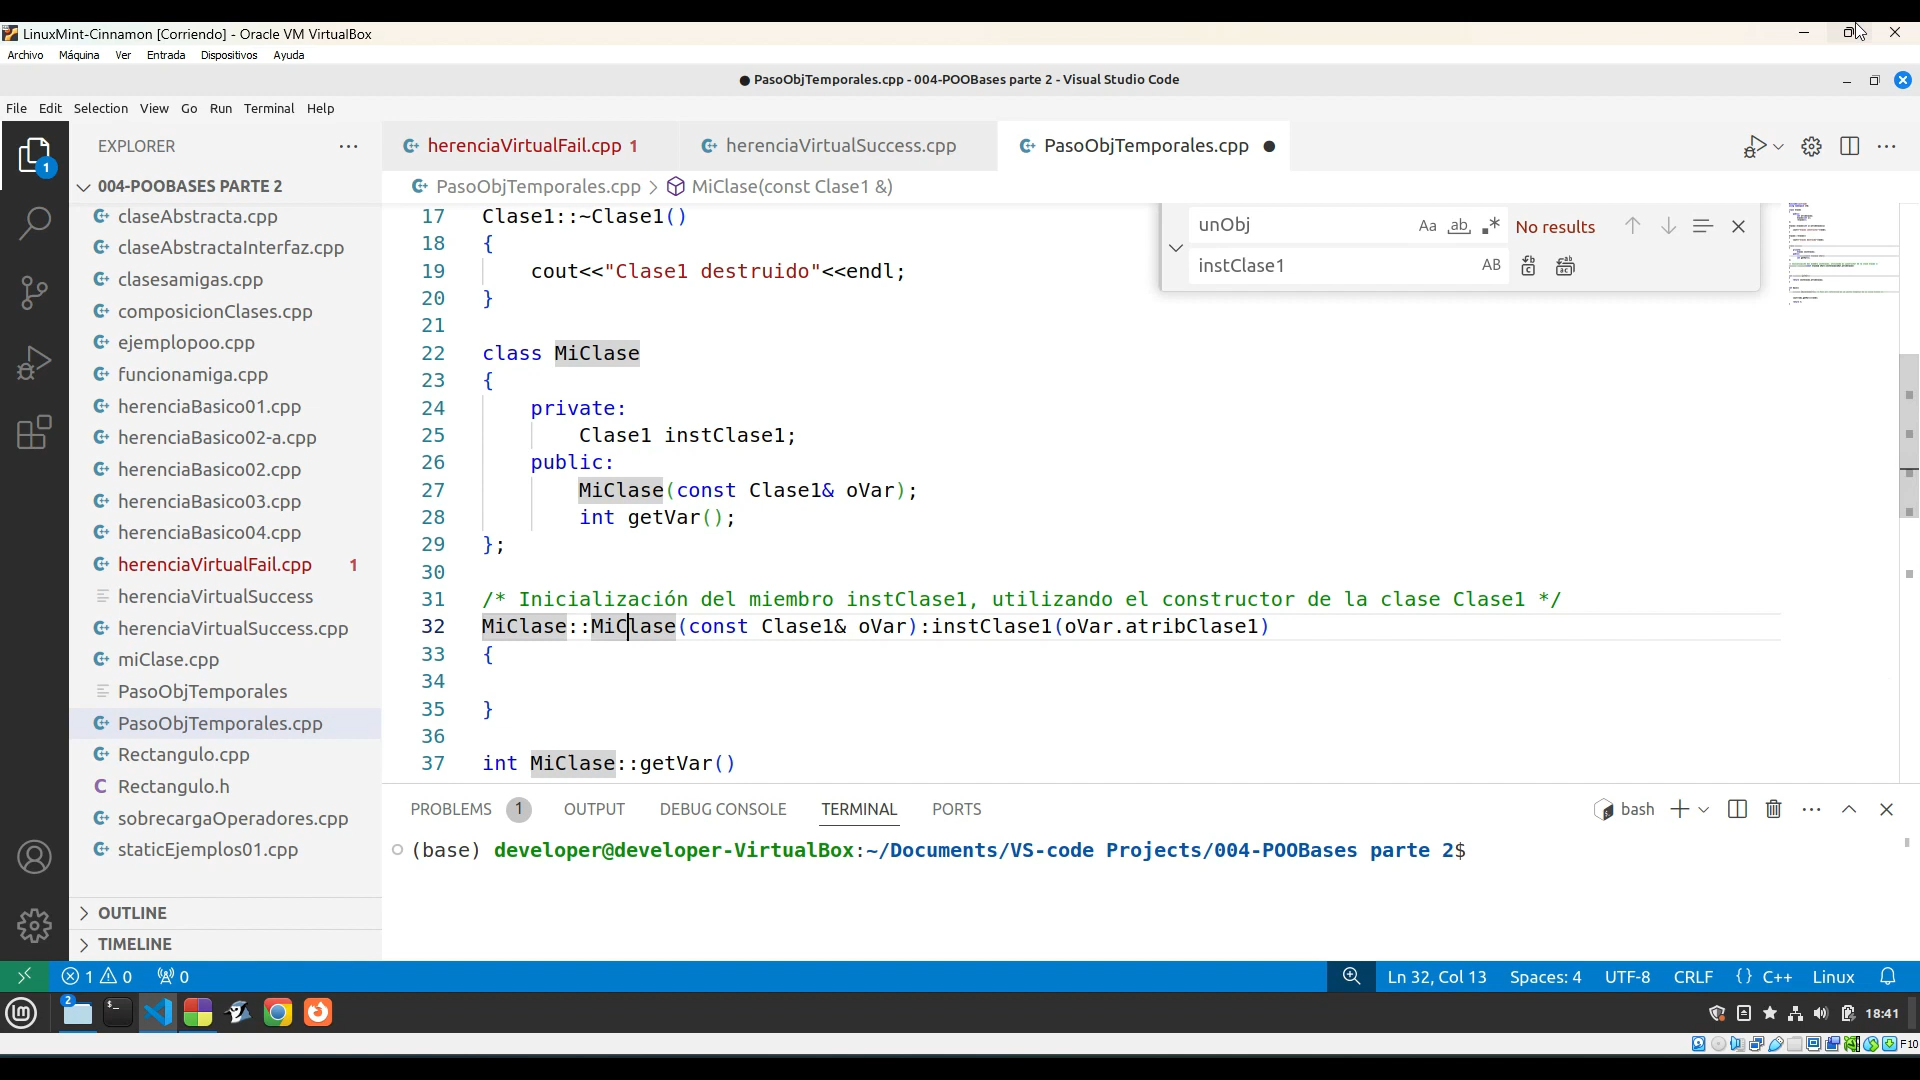 LinuxMint-Cinnamon [Corriendo] - Oracle VM VirtualBox
Archivo Máquina Ver Entrada Dispositivos Ayuda
● PasoObjTemporales.cpp - 004-POOBases parte 2 - Visual Studio Code
File Edit Selection View Go Run Terminal Help
EXPLORER
herenciaVirtualFail.cpp 1
herenciaVirtualSuccess.cpp
PasoObjTemporales.cpp ●
004-POOBASES PARTE 2
PasoObjTemporales.cpp > MiClase(const Clase1 &)
claseAbstracta.cpp
claseAbstractaInterfaz.cpp
clasesamigas.cpp
composicionClases.cpp
ejemplopoo.cpp
funcionamiga.cpp
herenciaBasico01.cpp
herenciaBasico02-a.cpp
herenciaBasico02.cpp
herenciaBasico03.cpp
herenciaBasico04.cpp
herenciaVirtualFail.cpp 1
herenciaVirtualSuccess
herenciaVirtualSuccess.cpp
miClase.cpp
PasoObjTemporales
PasoObjTemporales.cpp
Rectangulo.cpp
Rectangulo.h
sobrecargaOperadores.cpp
staticEjemplos01.cpp
OUTLINE
TIMELINE
1
unObj Aa ab .* No results
instClase1 AB
17 Clase1::~Clase1()
18 {
19 cout<<"Clase1 destruido"<<endl;
20 }
21
22 class MiClase
23 {
24 private:
25 Clase1 instClase1;
26 public:
27 MiClase(const Clase1& oVar);
28 int getVar();
29 };
30
31 /* Inicialización del miembro instClase1, utilizando el constructor de la clase Clase1 */
32 MiClase::MiClase(const Clase1& oVar):instClase1(oVar.atribClase1)
33 {
34
35 }
36
37 int MiClase::getVar()
PROBLEMS 1 OUTPUT DEBUG CONSOLE TERMINAL PORTS
bash
(base) developer@developer-VirtualBox:~/Documents/VS-code Projects/004-POOBases parte 2$
1 0 0
Ln 32, Col 13 Spaces: 4 UTF-8 CRLF {} C++ Linux
2
18:41
F10